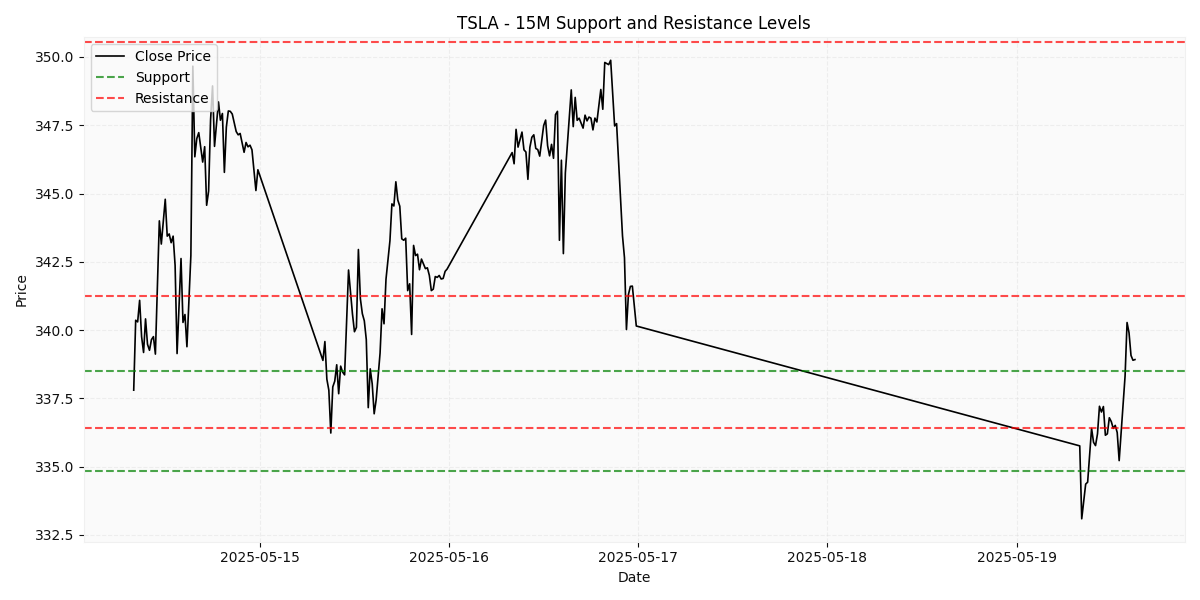 TSLA - 15M Support and Resistance Levels
Close Price
Support
Resistance
350.0
347.5
345.0
342.5
340.0
337.5
335.0
332.5
Price
2025-05-15 2025-05-16 2025-05-17 2025-05-18 2025-05-19
Date